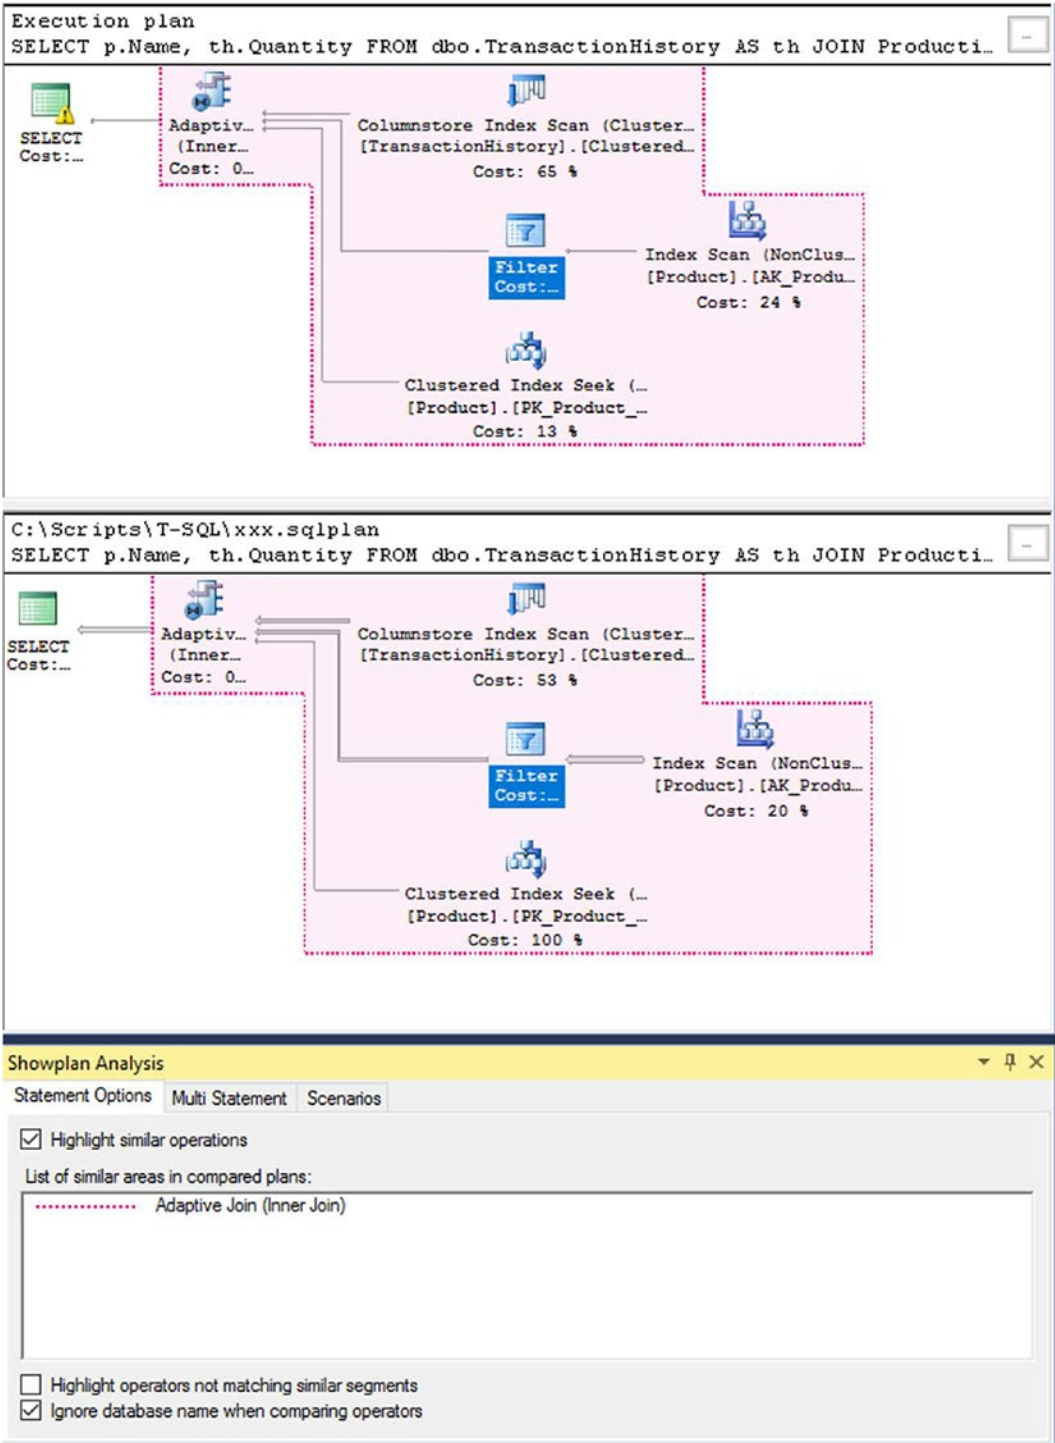 Execution plan
SELECT p.Name, th.Quantity FROM dbo.TransactionHistory AS th JOIN Producti…
...
SELECT
Cost:…
Adaptiv…
(Inner…
Cost: 0…
Columnstore Index Scan (Cluster…
[TransactionHistory].[Clustered…
Cost: 65 %
Filter
Cost:…
Index Scan (NonClus…
[Product].[AK_Produ…
Cost: 24 %
Clustered Index Seek (…
[Product].[PK_Product_…
Cost: 13 %
C:\Scripts\T-SQL\xxx.sqlplan
SELECT p.Name, th.Quantity FROM dbo.TransactionHistory AS th JOIN Producti…
...
SELECT
Cost:…
Adaptiv…
(Inner…
Cost: 0…
Columnstore Index Scan (Cluster…
[TransactionHistory].[Clustered…
Cost: 53 %
Filter
Cost:…
Index Scan (NonClus…
[Product].[AK_Produ…
Cost: 20 %
Clustered Index Seek (…
[Product].[PK_Product_…
Cost: 100 %
Showplan Analysis
Statement Options
Multi Statement
Scenarios
Highlight similar operations
List of similar areas in compared plans:
Adaptive Join (Inner Join)
Highlight operators not matching similar segments
Ignore database name when comparing operators